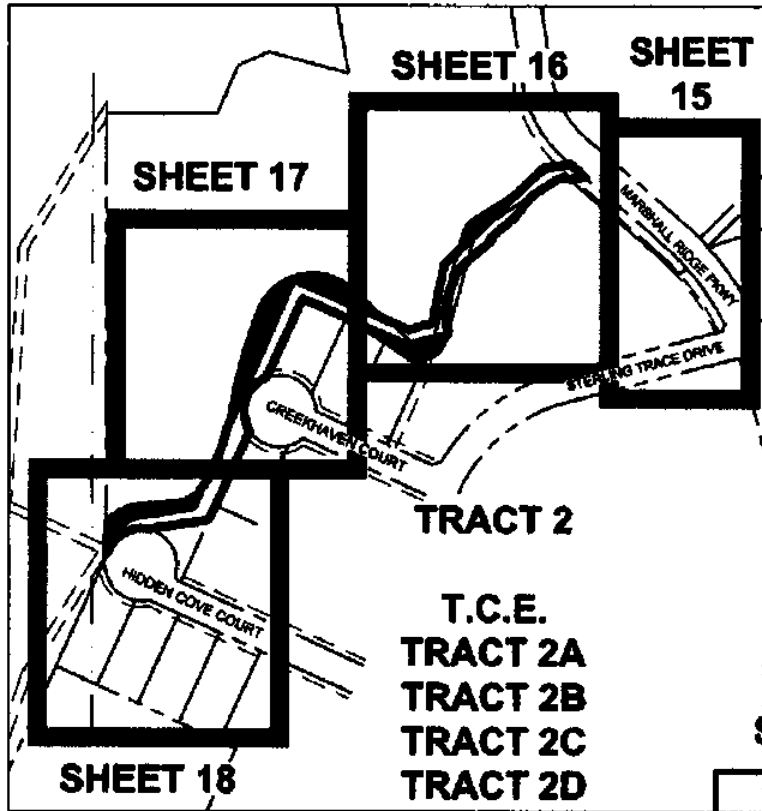 SHEET 16
SHEET
15
SHEET 17
MARSHALL RIDGE PKWY
STERLING TRACE DRIVE
CREEKHAVEN COURT
TRACT 2
HIDDEN COVE COURT
T.C.E.
TRACT 2A
TRACT 2B
TRACT 2C
TRACT 2D
SHEET 18